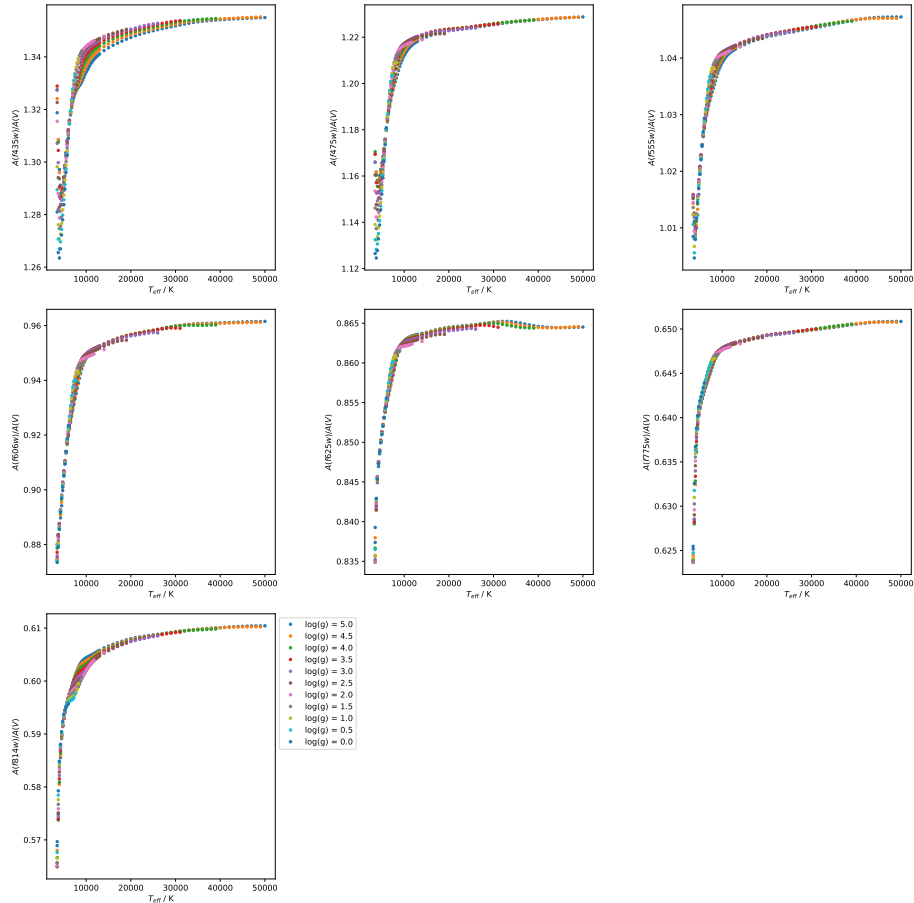 A(f435w)/A(V)
1.34
1.32
1.30
1.28
1.26
10000 20000 30000 40000 50000
T_eff / K
A(f475w)/A(V)
1.22
1.20
1.18
1.16
1.14
1.12
10000 20000 30000 40000 50000
T_eff / K
A(f555w)/A(V)
1.04
1.03
1.02
1.01
10000 20000 30000 40000 50000
T_eff / K
A(f606w)/A(V)
0.96
0.94
0.92
0.90
0.88
10000 20000 30000 40000 50000
T_eff / K
A(f625w)/A(V)
0.865
0.860
0.855
0.850
0.845
0.840
0.835
10000 20000 30000 40000 50000
T_eff / K
A(f775w)/A(V)
0.650
0.645
0.640
0.635
0.630
0.625
10000 20000 30000 40000 50000
T_eff / K
A(f814w)/A(V)
0.61
0.60
0.59
0.58
0.57
10000 20000 30000 40000 50000
T_eff / K
log(g) = 5.0
log(g) = 4.5
log(g) = 4.0
log(g) = 3.5
log(g) = 3.0
log(g) = 2.5
log(g) = 2.0
log(g) = 1.5
log(g) = 1.0
log(g) = 0.5
log(g) = 0.0